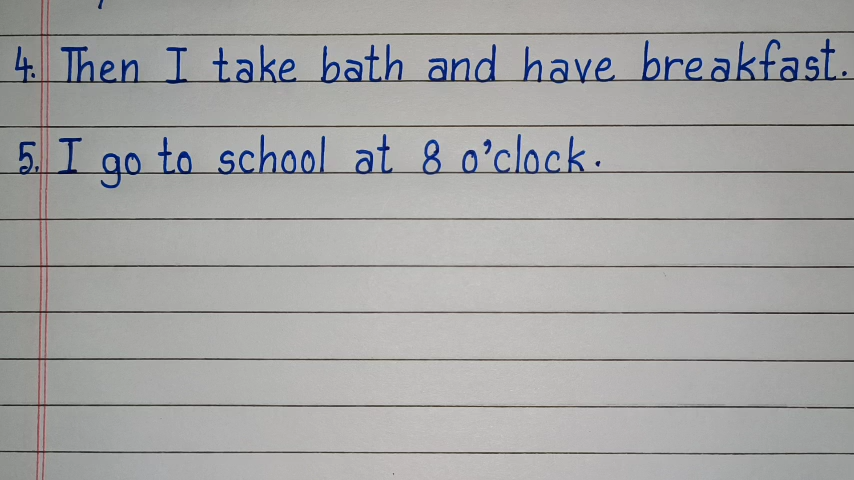 4. Then I take bath and have breakfast.
5. I go to school at 8 o'clock.